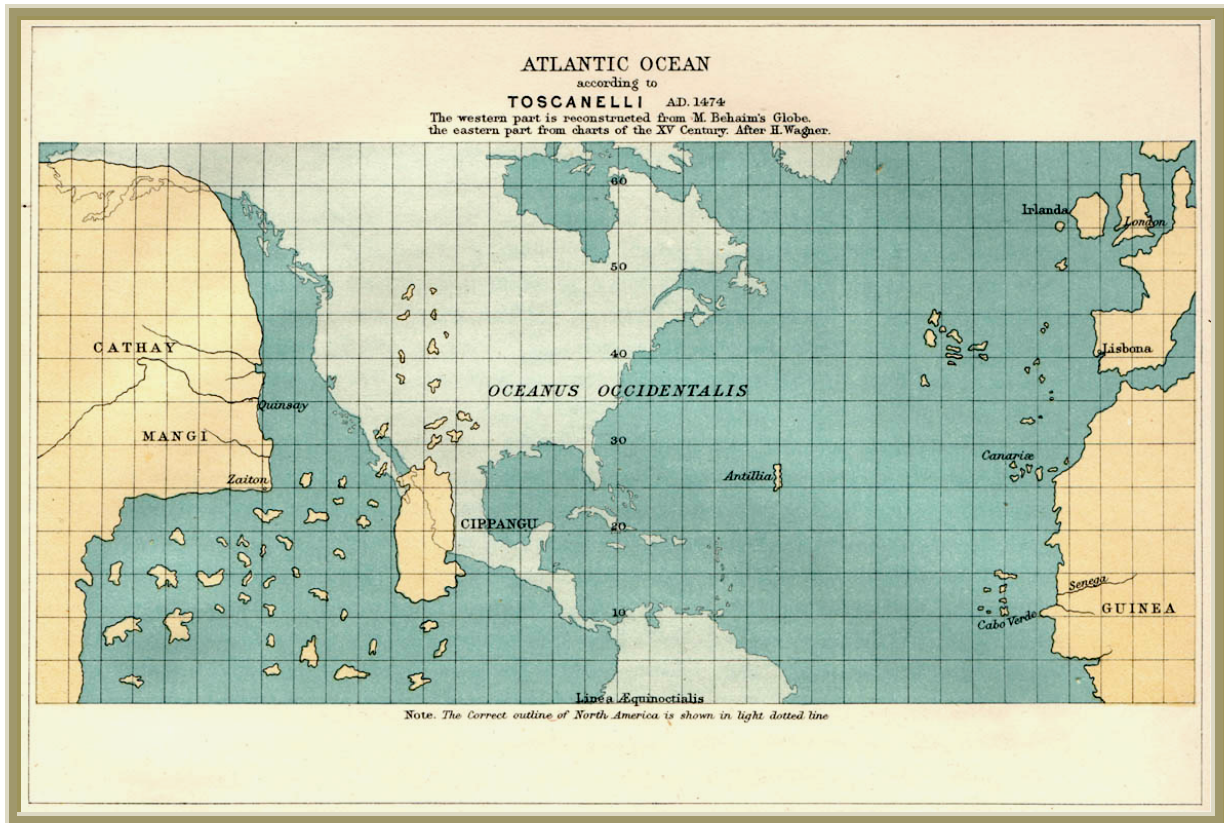 ATLANTIC OCEAN
according to
TOSCANELLI AD. 1474
The western part is reconstructed from M. Behaim's Globe.
the eastern part from charts of the XV Century. After H. Wagner.
60
Irlanda
London
50
CATHAY
40
Lisbona
OCEANUS OCCIDENTALIS
Quinsay
MANGI
30
Canariæ
Zaiton
Antillia
CIPPANGU
20
Senega
10
GUINEA
Cabo Verde
Linea Æquinoctialis
Note. The Correct outline of North America is shown in light dotted line